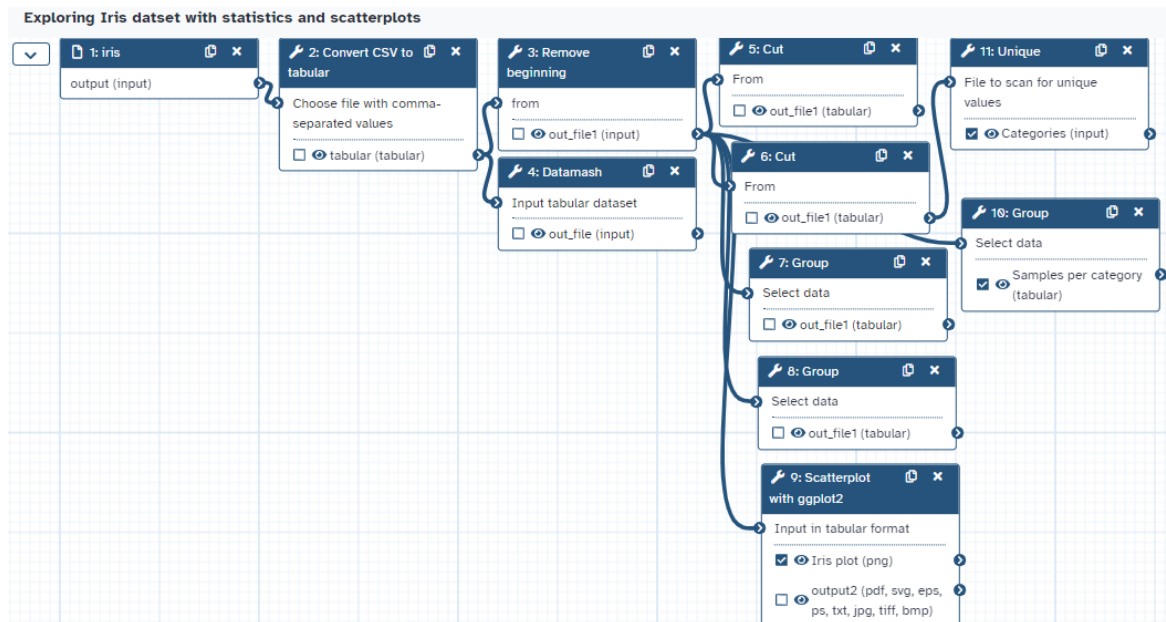 Exploring Iris datset with statistics and scatterplots
1: iris
output (input)
2: Convert CSV to
tabular
Choose file with comma-
separated values
tabular (tabular)
3: Remove
beginning
from
out_file1 (input)
4: Datamash
Input tabular dataset
out_file (input)
5: Cut
From
out_file1 (tabular)
6: Cut
From
out_file1 (tabular)
7: Group
Select data
out_file1 (tabular)
8: Group
Select data
out_file1 (tabular)
9: Scatterplot
with ggplot2
Input in tabular format
Iris plot (png)
output2 (pdf, svg, eps,
ps, txt, jpg, tiff, bmp)
11: Unique
File to scan for unique
values
Categories (input)
10: Group
Select data
Samples per category
(tabular)